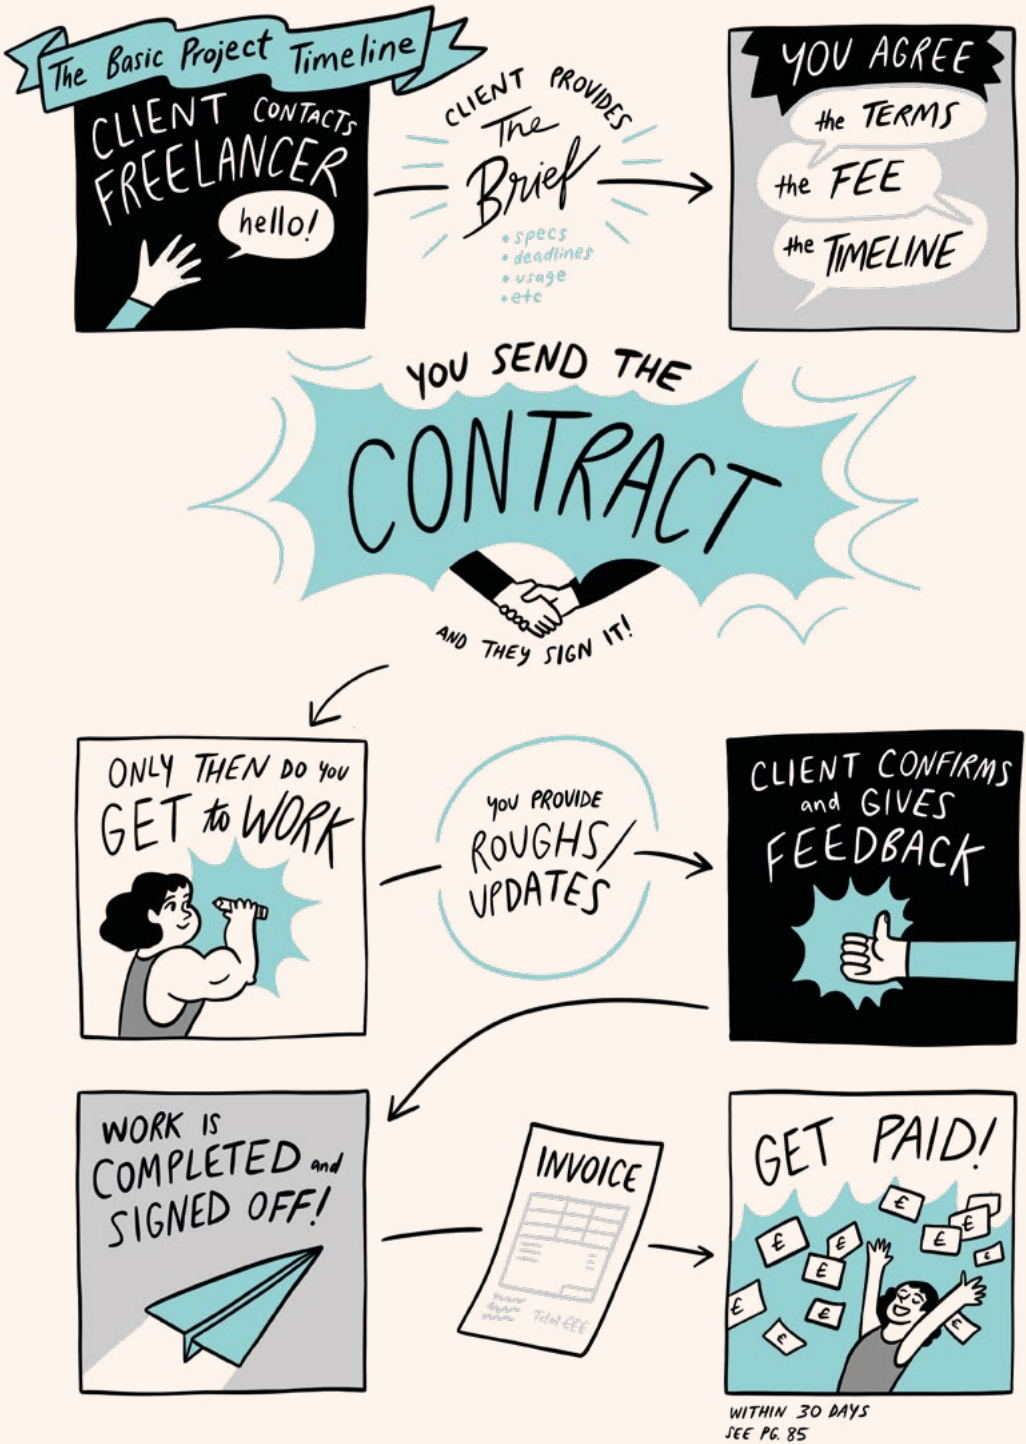 The Basic Project Timeline
CLIENT CONTACTS
FREELANCER
hello!
CLIENT PROVIDES
The
Brief
• specs
• deadlines
• usage
• etc
YOU AGREE
the TERMS
the FEE
the TIMELINE
YOU SEND THE
CONTRACT
AND THEY SIGN IT!
ONLY THEN DO YOU
GET to WORK
YOU PROVIDE
ROUGHS/
UPDATES
CLIENT CONFIRMS
and GIVES
FEEDBACK
WORK IS
COMPLETED and
SIGNED OFF!
INVOICE
Total £££
GET PAID!
£
£
£
£
£
£
£
£
£
£
£
WITHIN 30 DAYS
SEE PG. 85